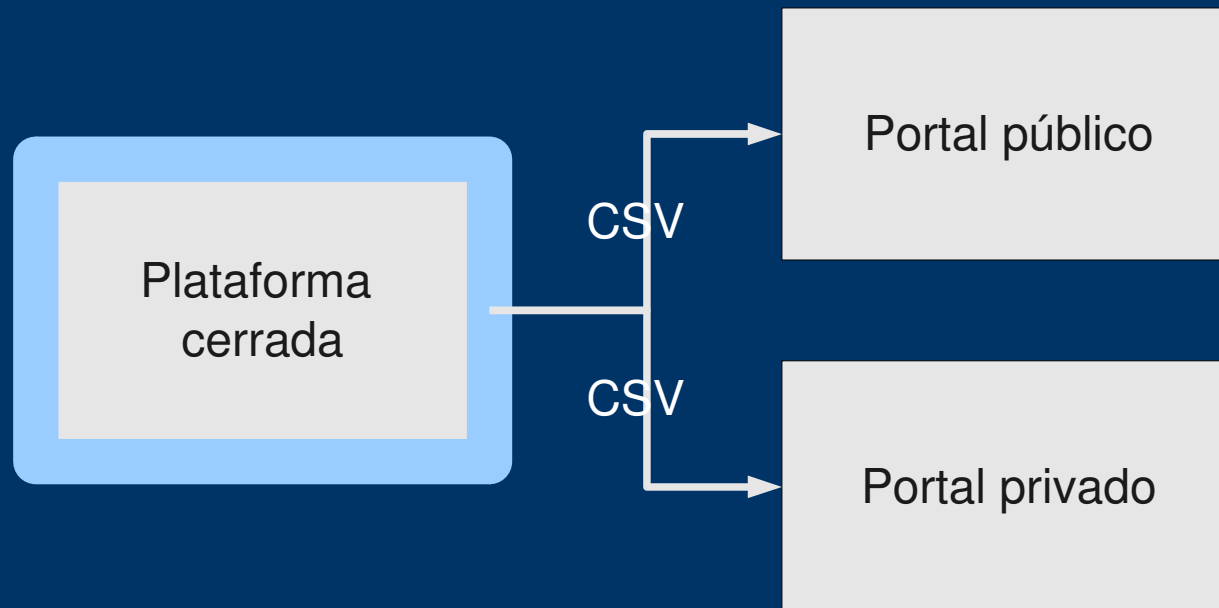 Plataforma
cerrada
CSV
CSV
Portal público
Portal privado